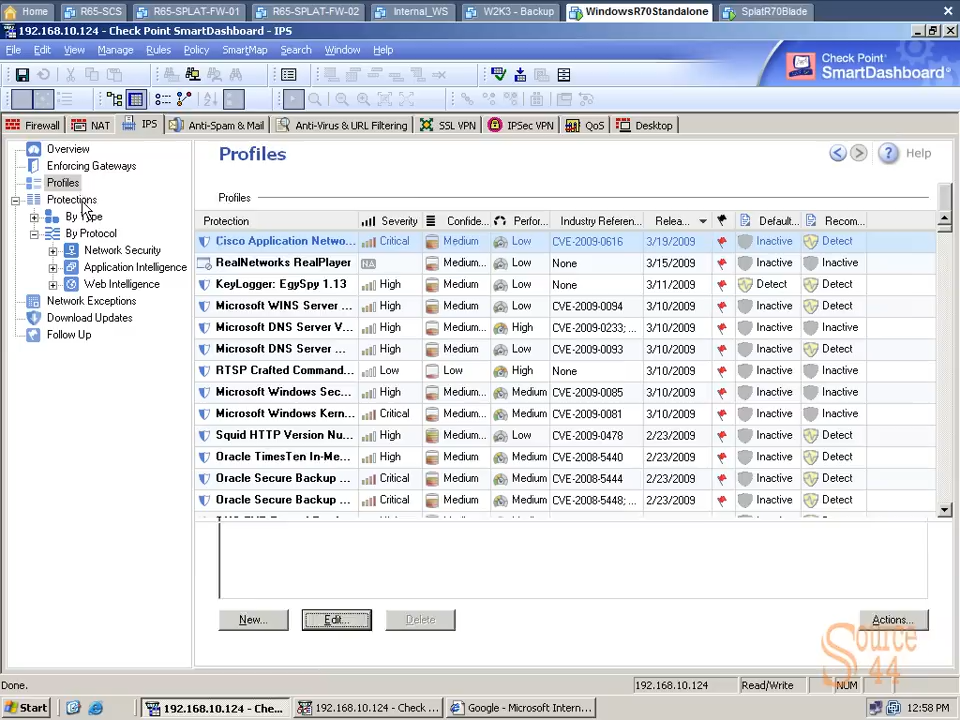 Home R65-SCS R65-SPLAT-FW-01 R65-SPLAT-FW-02 Internal_WS W2K3 - Backup WindowsR70Standalone SplatR70Blade
192.168.10.124 - Check Point SmartDashboard - IPS
File Edit View Manage Rules Policy SmartMap Search Window Help
Check Point
SmartDashboard
Firewall NAT IPS Anti-Spam & Mail Anti-Virus & URL Filtering SSL VPN IPSec VPN QoS Desktop
Overview
Enforcing Gateways
Profiles
Protections
By Type
By Protocol
Network Security
Application Intelligence
Web Intelligence
Network Exceptions
Download Updates
Follow Up
Profiles
Help
Profiles
Protection Severity Confide... Perfor... Industry Referen... Relea... Default... Recom...
Cisco Application Netwo... Critical Medium Low CVE-2009-0616 3/19/2009 Inactive Detect
RealNetworks RealPlayer NA Medium... Low None 3/15/2009 Inactive Inactive
KeyLogger: EgySpy 1.13 High Medium Low None 3/11/2009 Detect Detect
Microsoft WINS Server ... High Medium Low CVE-2009-0094 3/10/2009 Inactive Detect
Microsoft DNS Server V... High Medium High CVE-2009-0233; ... 3/10/2009 Inactive Inactive
Microsoft DNS Server ... High Medium Low CVE-2009-0093 3/10/2009 Inactive Detect
RTSP Crafted Command... Low Low High None 3/10/2009 Inactive Inactive
Microsoft Windows Sec... High Medium Medium CVE-2009-0085 3/10/2009 Inactive Inactive
Microsoft Windows Kern... Critical Medium... Medium CVE-2009-0081 3/10/2009 Inactive Inactive
Squid HTTP Version Nu... High Medium... Low CVE-2009-0478 2/23/2009 Inactive Detect
Oracle TimesTen In-Me... High Medium Medium CVE-2008-5440 2/23/2009 Inactive Detect
Oracle Secure Backup ... Critical Medium Medium CVE-2008-5444 2/23/2009 Inactive Detect
Oracle Secure Backup ... Critical Medium Medium CVE-2008-5448; ... 2/23/2009 Inactive Detect
New... Edit... Delete Actions...
Source
44
Done. 192.168.10.124 Read/Write NUM
Start 192.168.10.124 - Che... 192.168.10.124 - Check ... Google - Microsoft Intern... 12:58 PM